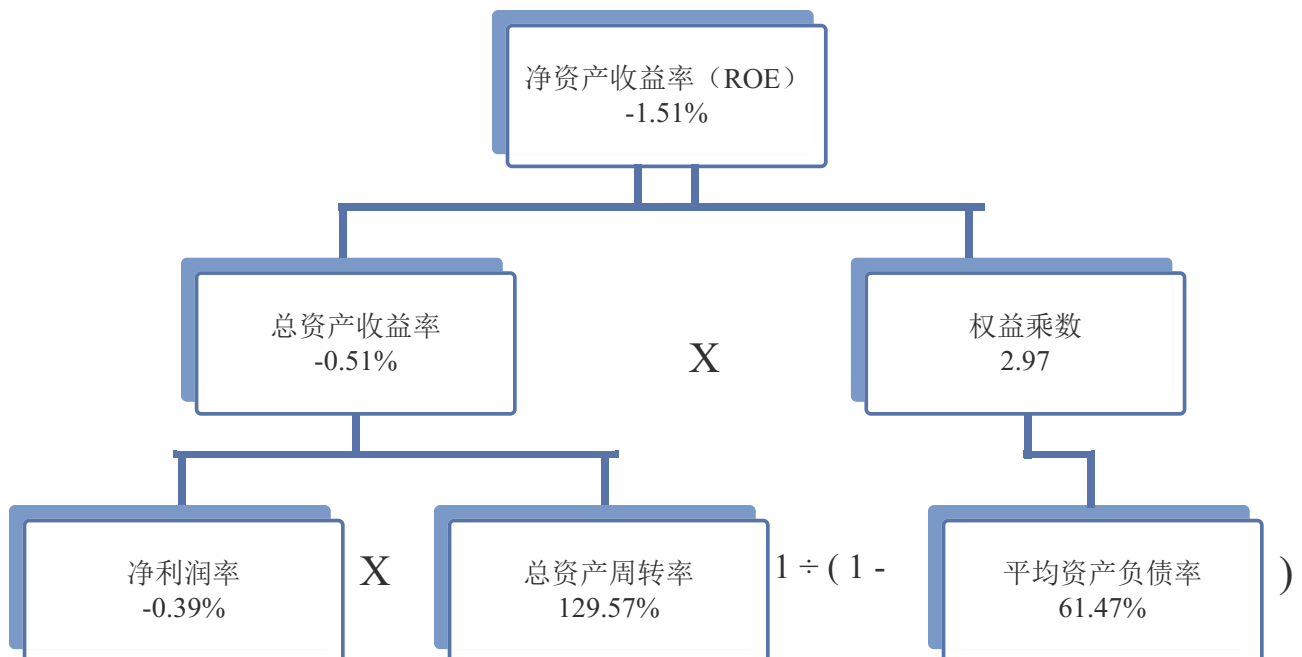 净资产收益率（ROE）
-1.51%
总资产收益率
-0.51%
X
权益乘数
2.97
净利润率
-0.39%
X
总资产周转率
129.57%
1 ÷ ( 1 -
平均资产负债率
61.47%
)